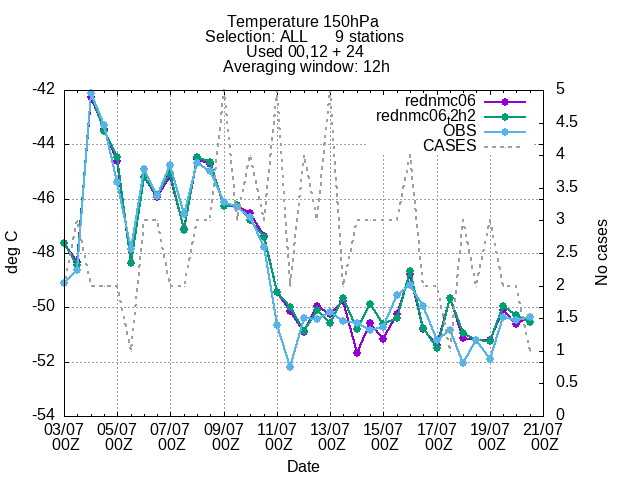 Temperature 150hPa
Selection: ALL 9 stations
Used 00,12 + 24
Averaging window: 12h
rednmc06
rednmc06,2h2
OBS
CASES
-42
-44
-46
-48
-50
-52
-54
deg C
5
4.5
4
3.5
3
2.5
2
1.5
1
0.5
0
No cases
03/07 05/07 07/07 09/07 11/07 13/07 15/07 17/07 19/07 21/07
00Z 00Z 00Z 00Z 00Z 00Z 00Z 00Z 00Z 00Z
Date